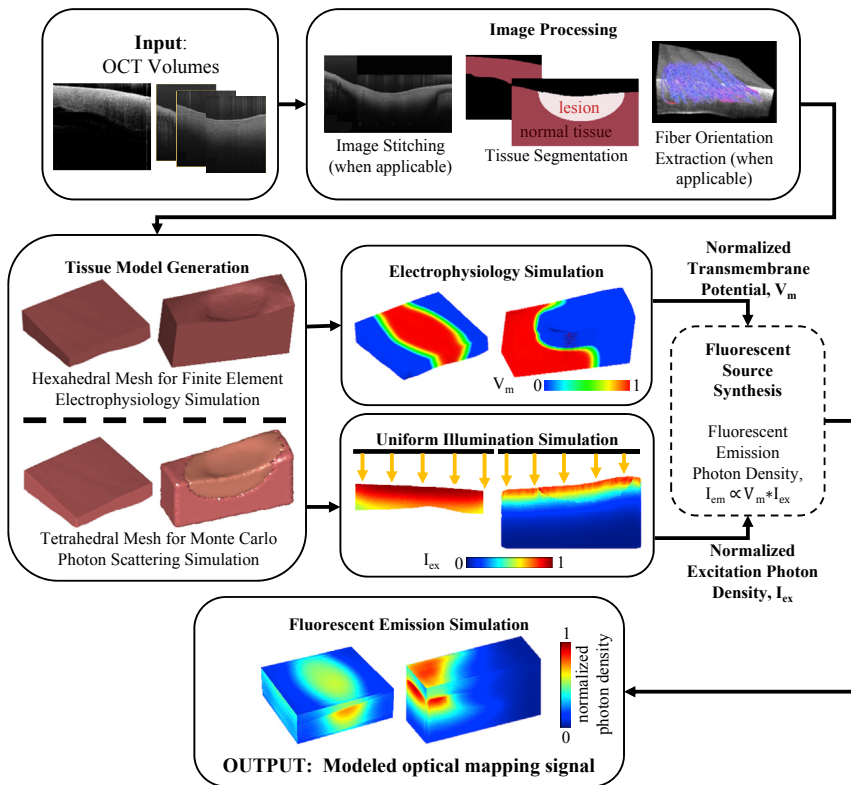 Input:
OCT Volumes
Image Processing
lesion
normal tissue
Image Stitching
(when applicable)
Tissue Segmentation
Fiber Orientation
Extraction (when
applicable)
Tissue Model Generation
Hexahedral Mesh for Finite Element
Electrophysiology Simulation
Tetrahedral Mesh for Monte Carlo
Photon Scattering Simulation
Electrophysiology Simulation
Vm 0 1
Uniform Illumination Simulation
Iex 0 1
Normalized
Transmembrane
Potential, Vm
Fluorescent
Source
Synthesis
Fluorescent
Emission
Photon Density,
Iem ∝Vm*Iex
Normalized
Excitation Photon
Density, Iex
Fluorescent Emission Simulation
1
normalized
photon density
0
OUTPUT: Modeled optical mapping signal